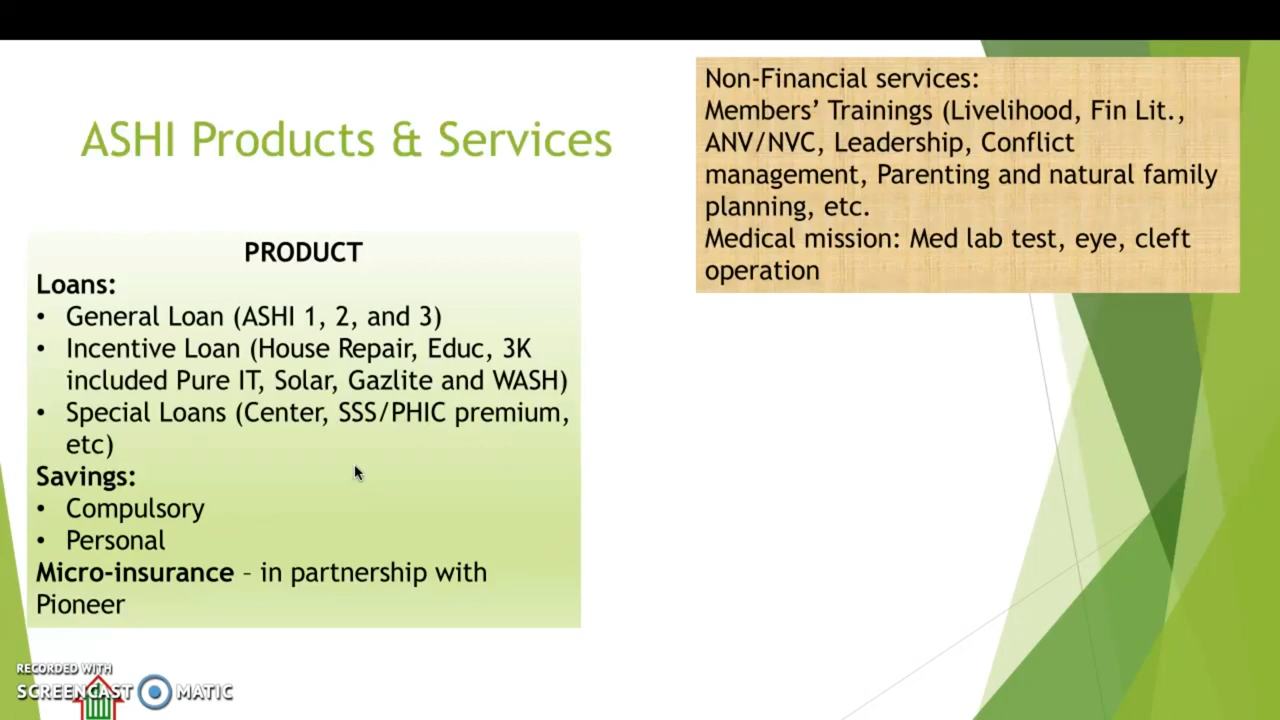 ASHI Products & Services
PRODUCT
Loans:
• General Loan (ASHI 1, 2, and 3)
• Incentive Loan (House Repair, Educ, 3K
included Pure IT, Solar, Gazlite and WASH)
• Special Loans (Center, SSS/PHIC premium,
etc)
Savings:
• Compulsory
• Personal
Micro-insurance – in partnership with
Pioneer
Non-Financial services:
Members’ Trainings (Livelihood, Fin Lit.,
ANV/NVC, Leadership, Conflict
management, Parenting and natural family
planning, etc.
Medical mission: Med lab test, eye, cleft
operation
RECORDED WITH
SCREENCAST MATIC